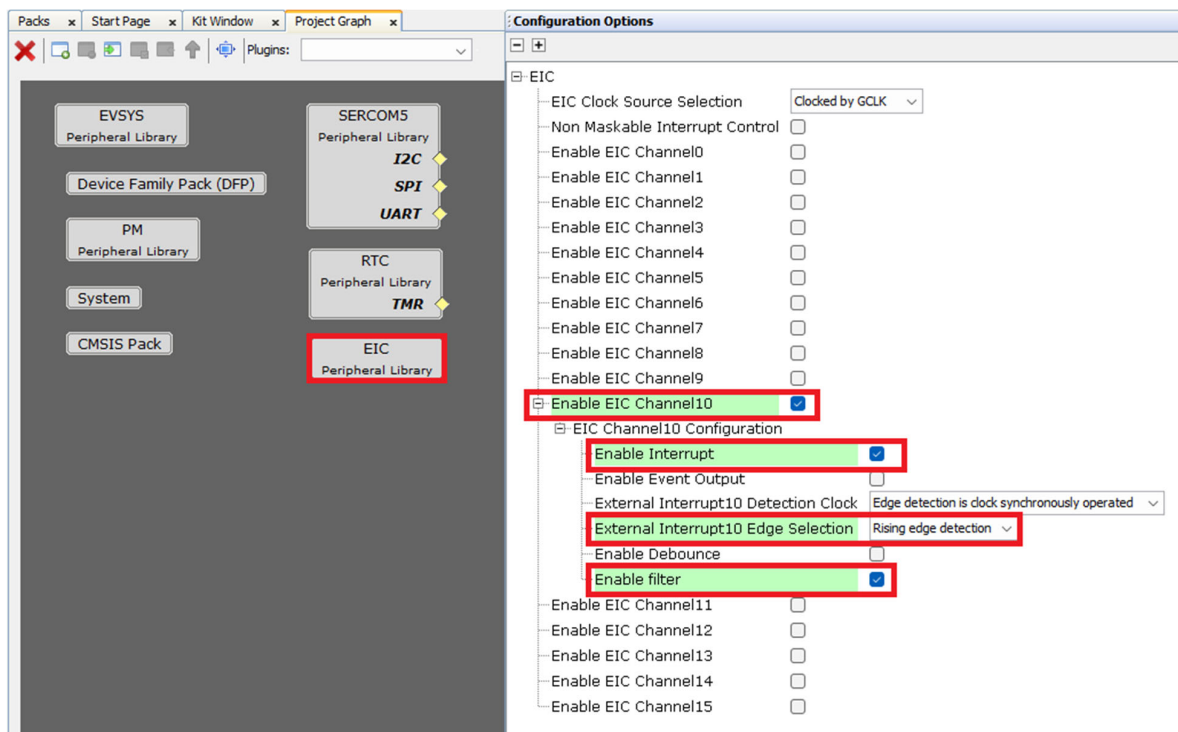 Packs x Start Page x Kit Window x Project Graph x
Plugins:
EVSYS
Peripheral Library
Device Family Pack (DFP)
PM
Peripheral Library
System
CMSIS Pack
SERCOM5
Peripheral Library
I2C
SPI
UART
RTC
Peripheral Library
TMR
EIC
Peripheral Library
Configuration Options
EIC
EIC Clock Source Selection Clocked by GCLK
Non Maskable Interrupt Control
Enable EIC Channel0
Enable EIC Channel1
Enable EIC Channel2
Enable EIC Channel3
Enable EIC Channel4
Enable EIC Channel5
Enable EIC Channel6
Enable EIC Channel7
Enable EIC Channel8
Enable EIC Channel9
Enable EIC Channel10
EIC Channel10 Configuration
Enable Interrupt
Enable Event Output
External Interrupt10 Detection Clock Edge detection is clock synchronously operated
External Interrupt10 Edge Selection Rising edge detection
Enable Debounce
Enable filter
Enable EIC Channel11
Enable EIC Channel12
Enable EIC Channel13
Enable EIC Channel14
Enable EIC Channel15